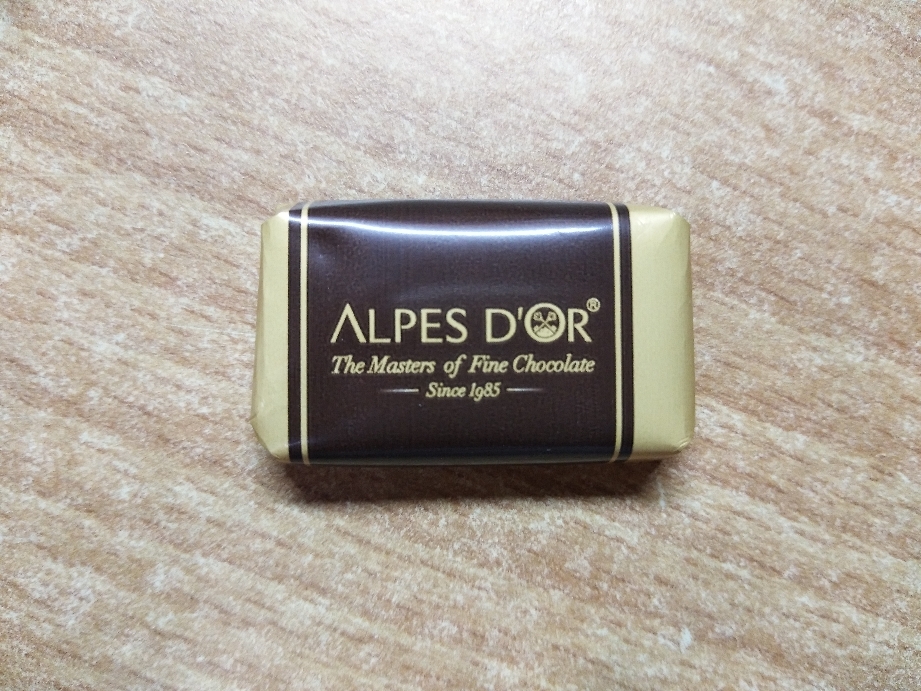 ALPES D'OR®
The Masters of Fine Chocolate
Since 1985